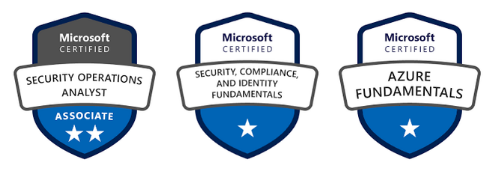 Microsoft
CERTIFIED
SECURITY OPERATIONS
ANALYST
ASSOCIATE
Microsoft
CERTIFIED
SECURITY, COMPLIANCE,
AND IDENTITY
FUNDAMENTALS
Microsoft
CERTIFIED
AZURE
FUNDAMENTALS